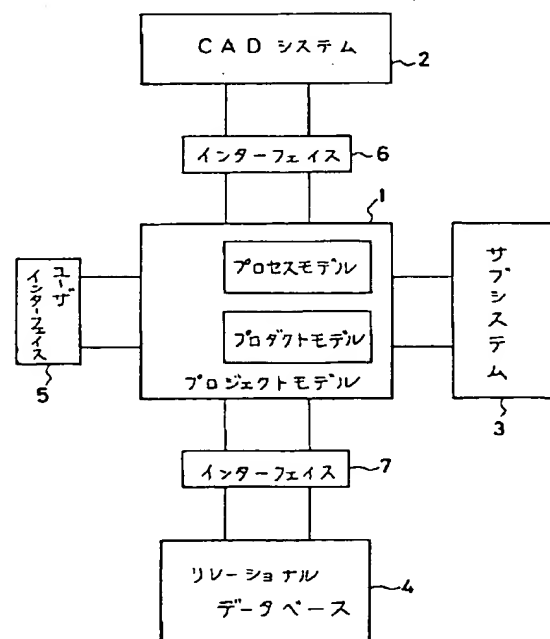 CADシステム
2
インターフェイス
6
1
プロセスモデル
プロダクトモデル
プロジェクトモデル
ユーザ
インターフェイス
5
サブシステム
3
インターフェイス
7
リレーショナル
データベース
4